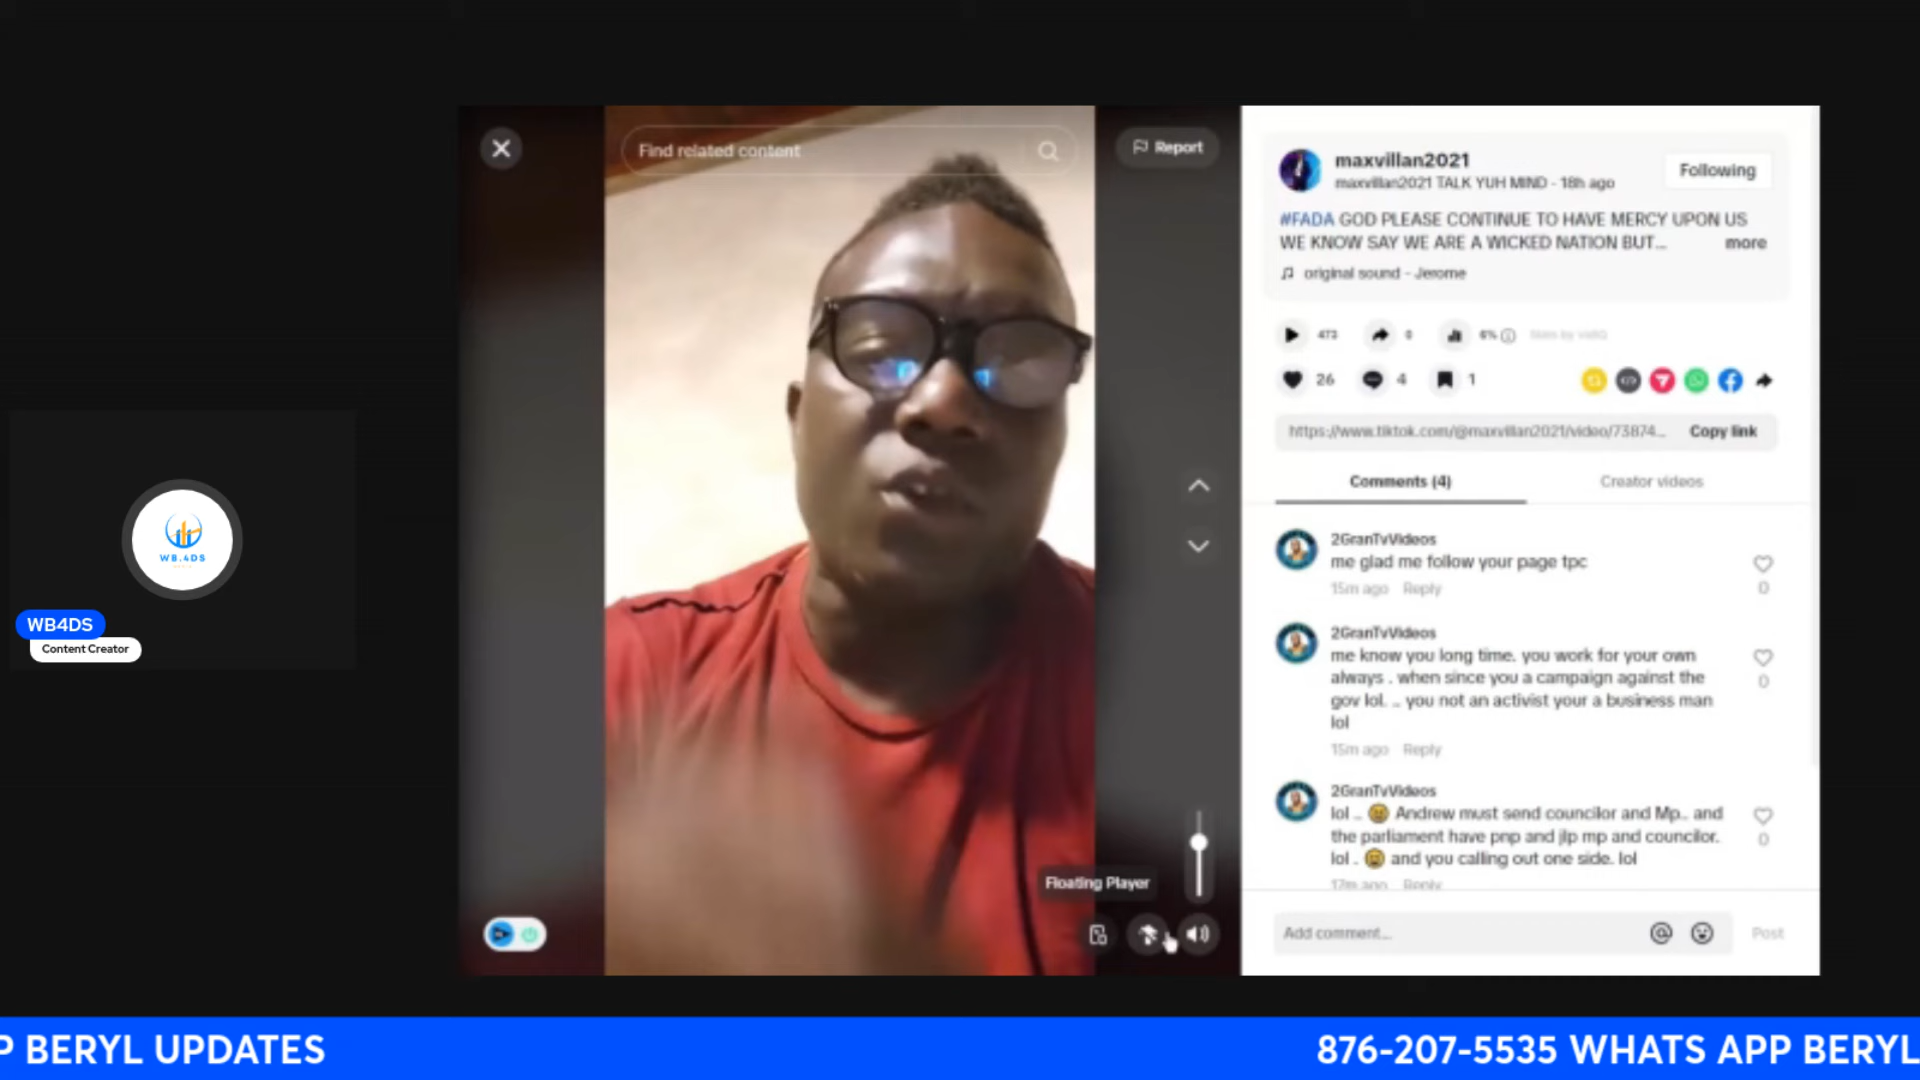 Find related content
Report
maxvillan2021
maxvillan2021 TALK YUH MIND - 18h ago
Following
#FADA GOD PLEASE CONTINUE TO HAVE MERCY UPON US
WE KNOW SAY WE ARE A WICKED NATION BUT... more
original sound - Jerome
473
0
6%
26
4
1
https://www.tiktok.com/@maxvillan2021/video/73874... Copy link
Comments (4)
Creator videos
2GranTvVideos
me glad me follow your page tpc
15m ago Reply
0
2GranTvVideos
me know you long time. you work for your own
always . when since you a campaign against the
gov lol. .. you not an activist your a business man
lol
15m ago Reply
0
2GranTvVideos
lol .. 😆 Andrew must send councilor and Mp.. and
the parliament have pnp and jlp mp and councilor.
lol . 😆 and you calling out one side. lol
17m ago Reply
0
Add comment...
Post
Floating Player
WB.4DS
WB4DS
Content Creator
P BERYL UPDATES
876-207-5535 WHATS APP BERYL